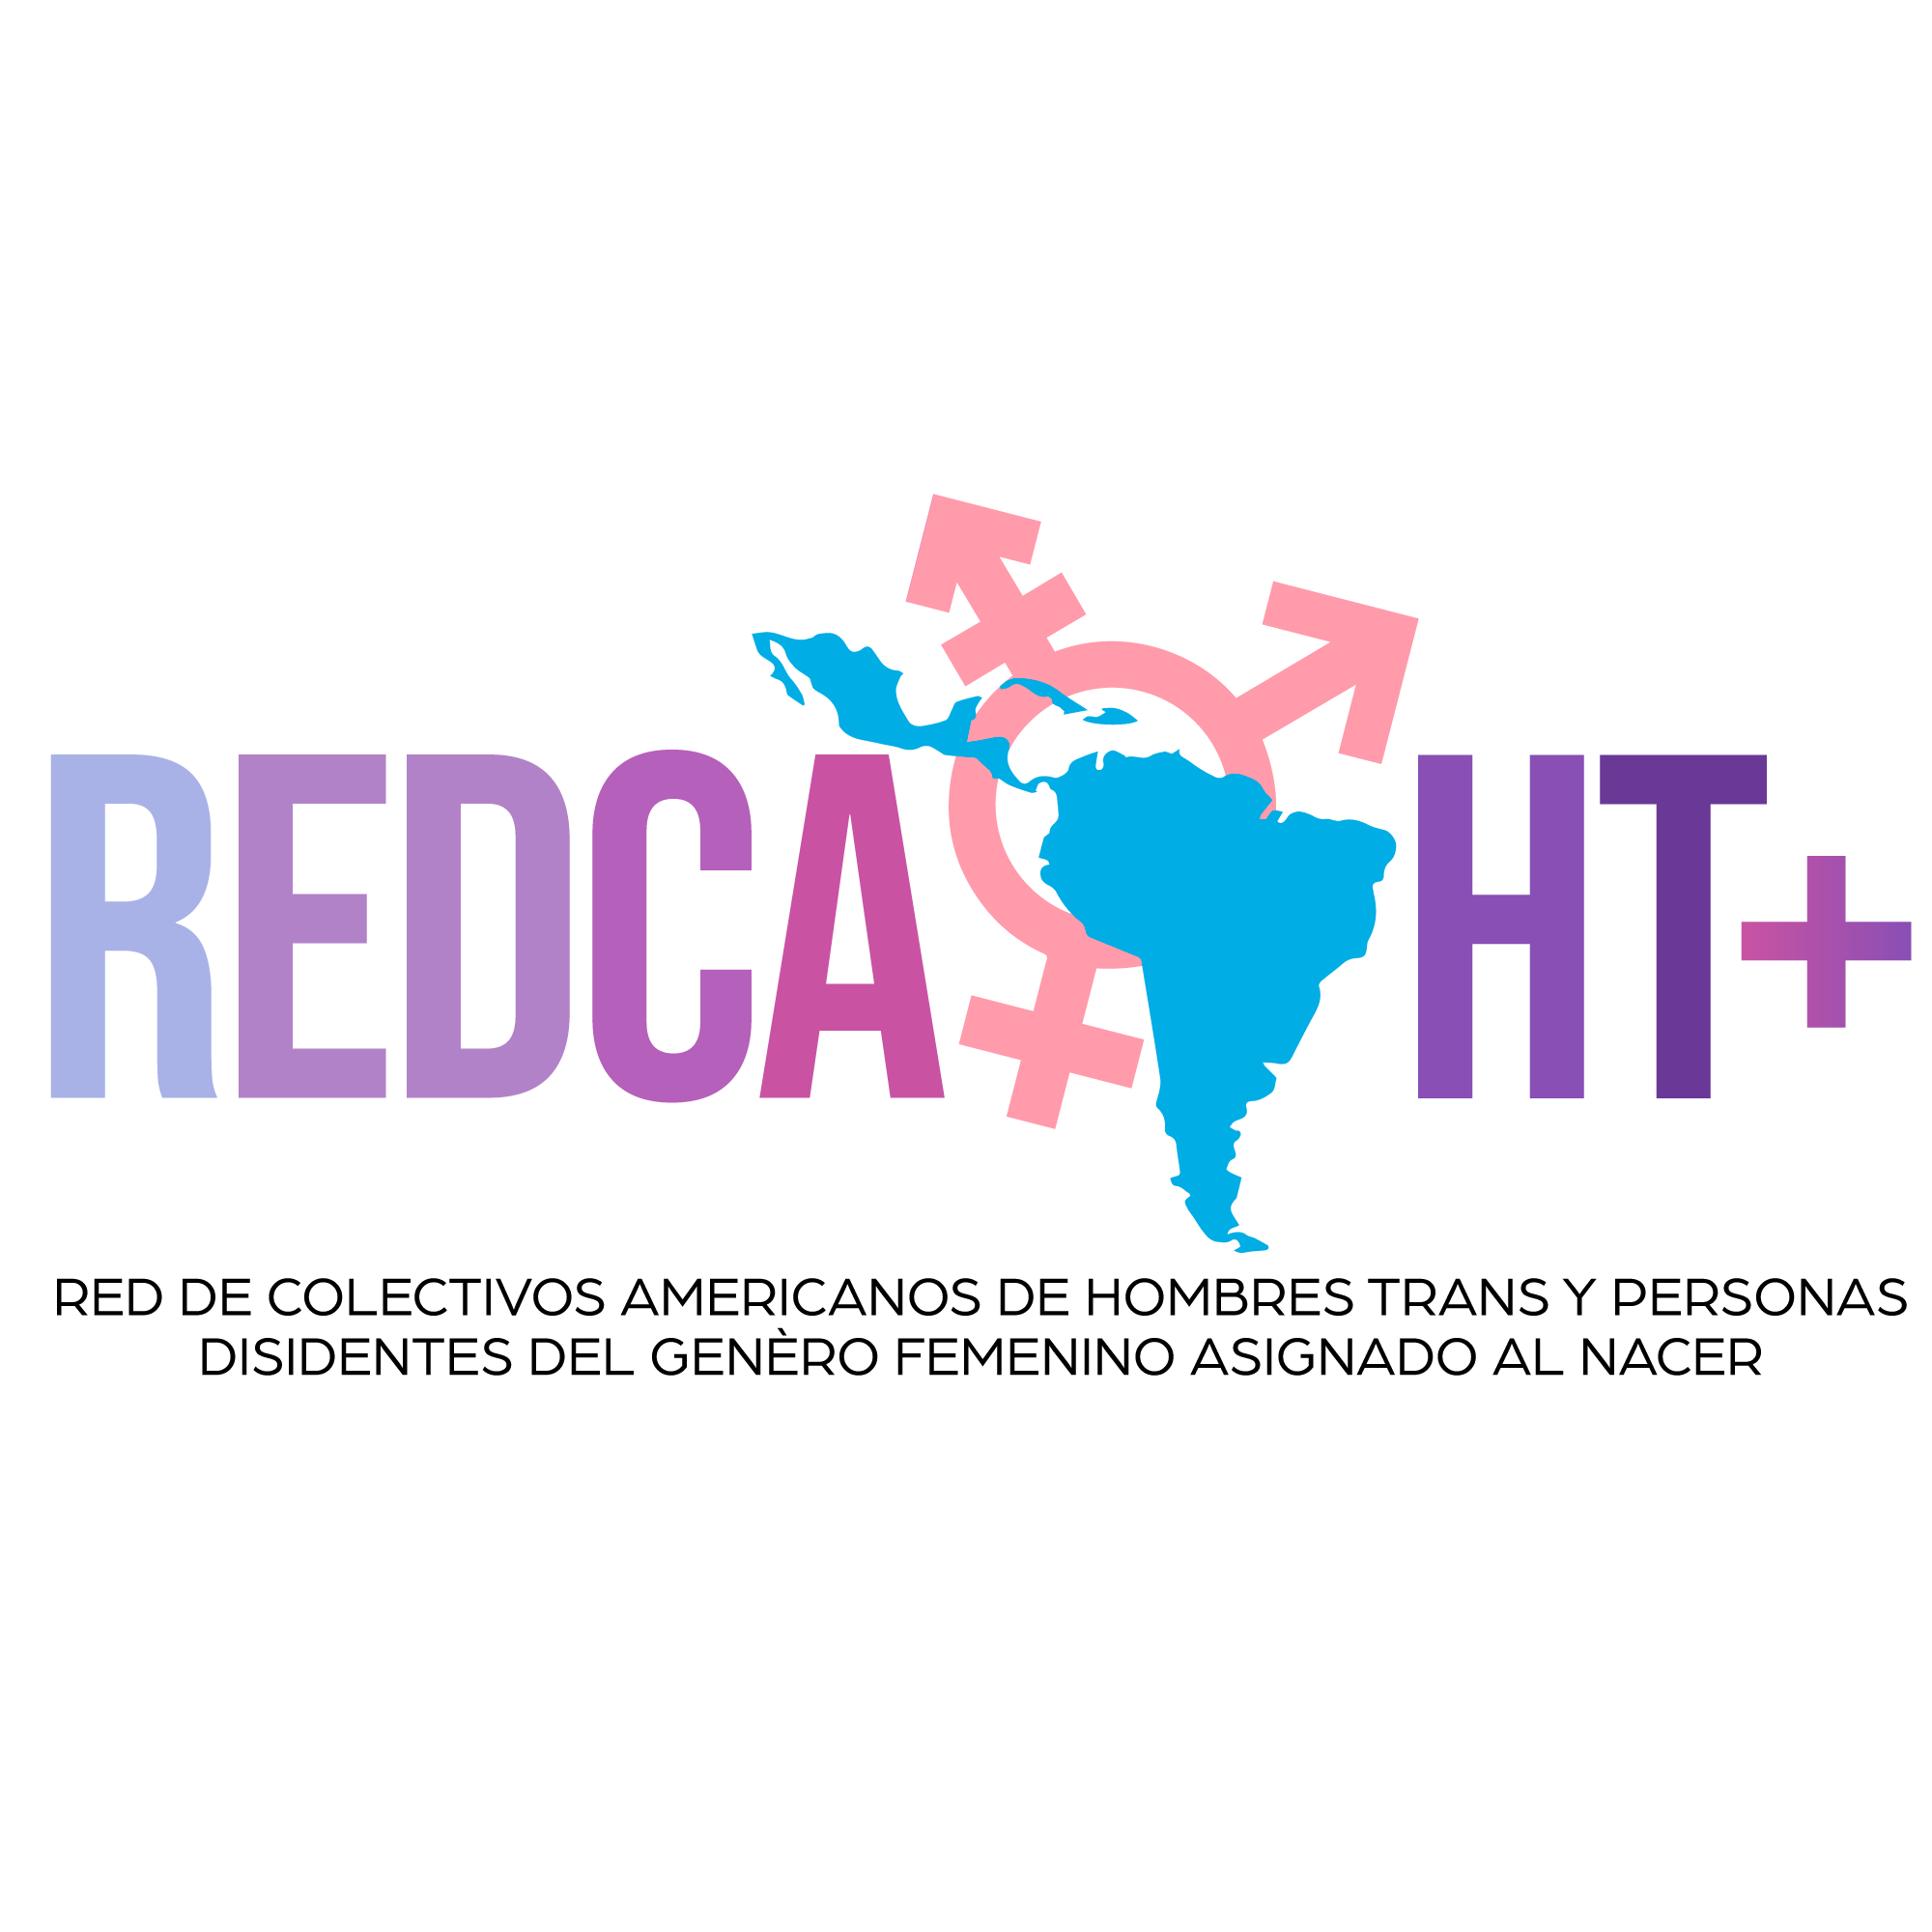 REDCA HT+
RED DE COLECTIVOS AMERICANOS DE HOMBRES TRANS Y PERSONAS
DISIDENTES DEL GENÈRO FEMENINO ASIGNADO AL NACER